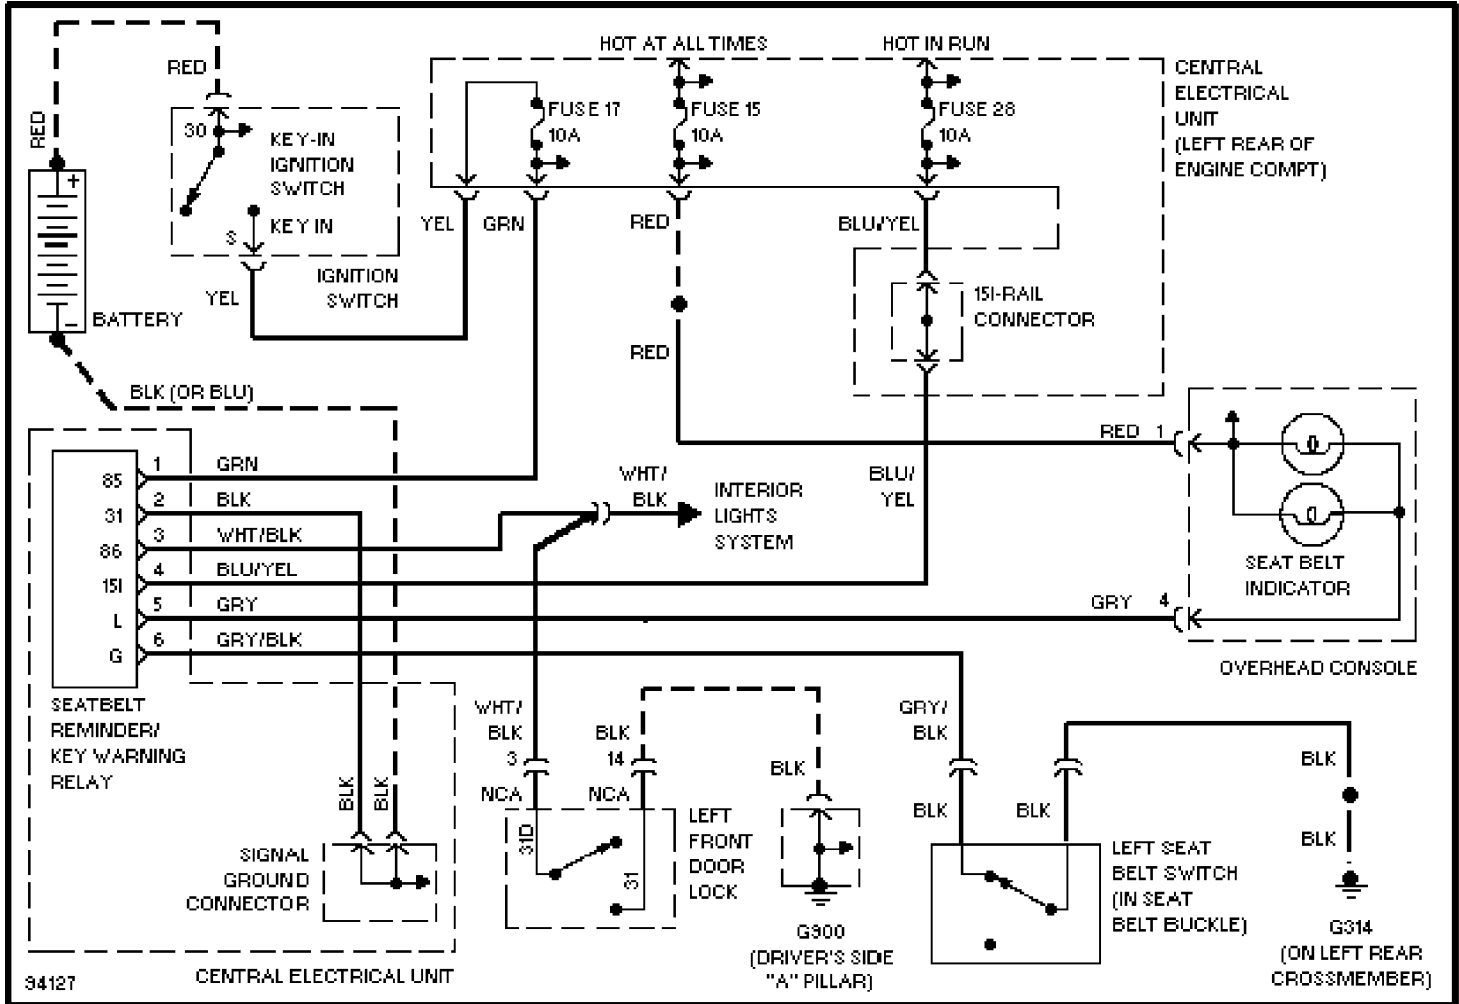 HOT AT ALL TIMES
HOT IN RUN
RED
RED
30
KEY-IN
IGNITION
SWITCH
KEY IN
S
IGNITION
SWITCH
YEL
BATTERY
+
–
BLK (OR BLU)
FUSE 17
10A
FUSE 15
10A
FUSE 28
10A
CENTRAL
ELECTRICAL
UNIT
(LEFT REAR OF
ENGINE COMPT)
YEL
GRN
RED
BLU/YEL
15I-RAIL
CONNECTOR
RED
RED 1
BLU/
YEL
WHT/
BLK
INTERIOR
LIGHTS
SYSTEM
SEAT BELT
INDICATOR
GRY 4
OVERHEAD CONSOLE
85 1 GRN
31 2 BLK
86 3 WHT/BLK
15I 4 BLU/YEL
L 5 GRY
G 6 GRY/BLK
SEATBELT
REMINDER/
KEY WARNING
RELAY
BLK
BLK
SIGNAL
GROUND
CONNECTOR
CENTRAL ELECTRICAL UNIT
94127
WHT/
BLK
3
NCA
BLK
14
NCA
31D
31
LEFT
FRONT
DOOR
LOCK
BLK
G300
(DRIVER'S SIDE
"A" PILLAR)
GRY/
BLK
BLK
BLK
LEFT SEAT
BELT SWITCH
(IN SEAT
BELT BUCKLE)
BLK
BLK
G314
(ON LEFT REAR
CROSSMEMBER)